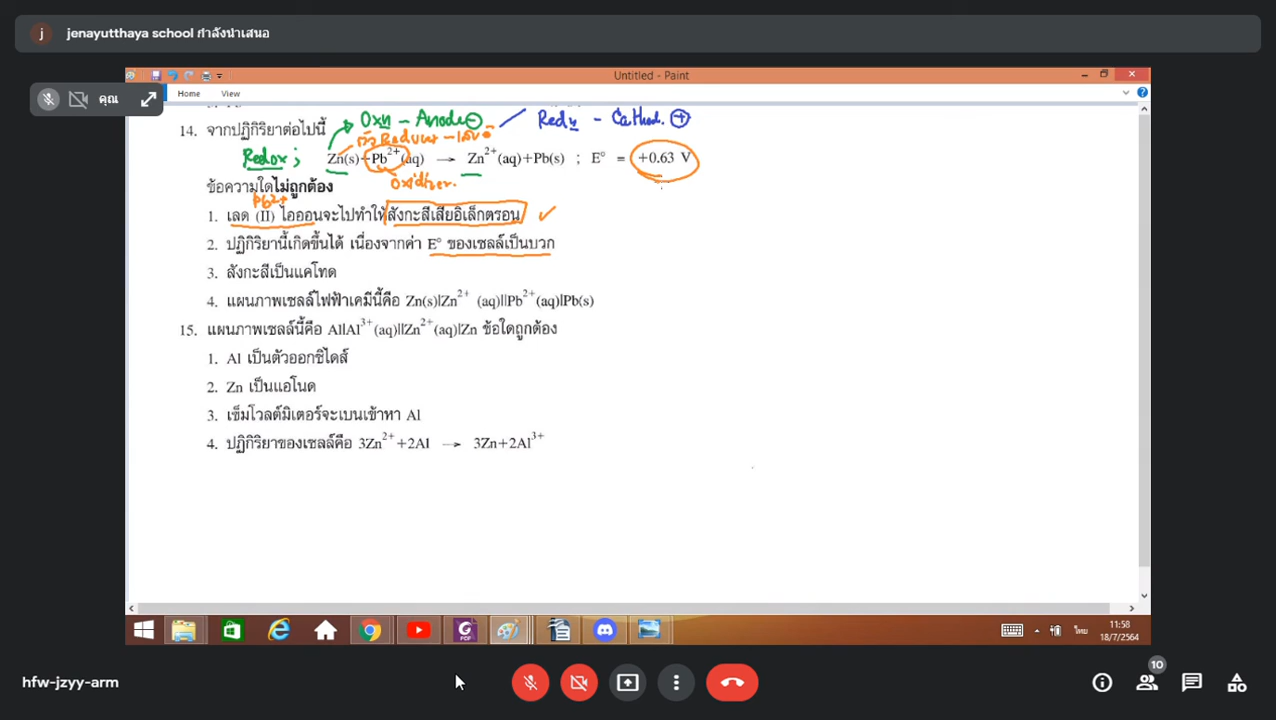 jenayutthaya school กำลังนำเสนอ
Untitled - Paint
คุณ
Home View
Oxn - Anode - Redn - Cathod. +
14. จากปฏิกิริยาต่อไปนี้
Redox ; Zn(s)+Pb2+(aq) → Zn2+(aq)+Pb(s) ; E° = +0.63 V
Oxidizer.
ข้อความใดไม่ถูกต้อง
Pb2+
1. เลด (II) ไอออนจะไปทำให้สังกะสีเสียอิเล็กตรอน ✓
2. ปฏิกิริยานี้เกิดขึ้นได้ เนื่องจากค่า E° ของเซลล์เป็นบวก
3. สังกะสีเป็นแคโทด
4. แผนภาพเซลล์ไฟฟ้าเคมีนี้คือ Zn(s)|Zn2+ (aq)||Pb2+(aq)|Pb(s)
15. แผนภาพเซลล์นี้คือ Al|Al3+(aq)||Zn2+(aq)|Zn ข้อใดถูกต้อง
1. Al เป็นตัวออกซิไดส์
2. Zn เป็นแอโนด
3. เข็มโวลต์มิเตอร์จะเบนเข้าหา Al
4. ปฏิกิริยาของเซลล์คือ 3Zn2++2Al → 3Zn+2Al3+
PDF
ไทย
11:58
18/7/2564
hfw-jzyy-arm
10